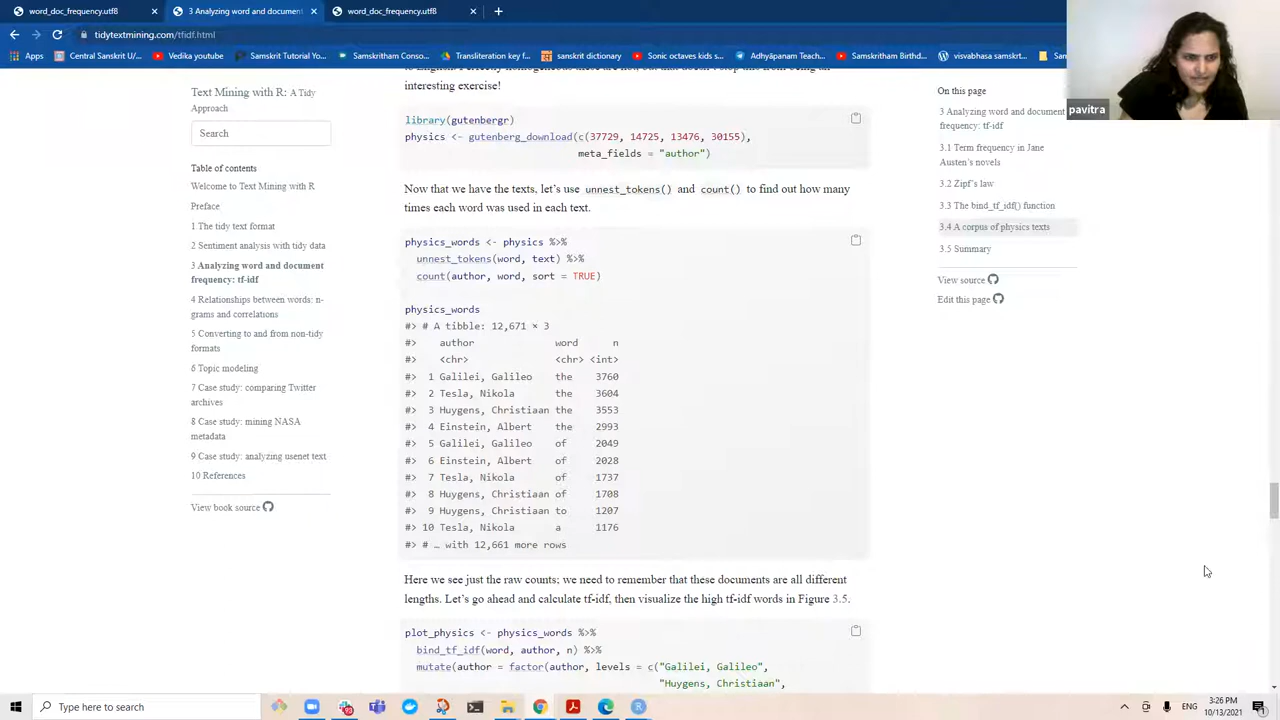 word_doc_frequency.utf8
3 Analyzing word and document
word_doc_frequency.utf8
tidytextmining.com/tfidf.html
Apps
Central Sanskrit U/...
Vedika youtube
Samskrit Tutorial Yo...
Samskritham Conso...
Transliteration key f...
sanskrit dictionary
Sonic octaves kids s...
Adhyāpanam Teach...
Samskritham Birthd...
visvabhasa samskrt...
pavitra
interesting exercise!
Text Mining with R: A Tidy
Approach
Search
Table of contents
Welcome to Text Mining with R
Preface
1 The tidy text format
2 Sentiment analysis with tidy data
3 Analyzing word and document
frequency: tf-idf
4 Relationships between words: n-
grams and correlations
5 Converting to and from non-tidy
formats
6 Topic modeling
7 Case study: comparing Twitter
archives
8 Case study: mining NASA
metadata
9 Case study: analyzing usenet text
10 References
View book source
library(gutenbergr)
physics <- gutenberg_download(c(37729, 14725, 13476, 30155),
meta_fields = "author")
Now that we have the texts, let's use unnest_tokens() and count() to find out how many
times each word was used in each text.
physics_words <- physics %>%
unnest_tokens(word, text) %>%
count(author, word, sort = TRUE)
physics_words
#> # A tibble: 12,671 × 3
#> author word n
#> <chr> <chr> <int>
#> 1 Galilei, Galileo the 3760
#> 2 Tesla, Nikola the 3604
#> 3 Huygens, Christiaan the 3553
#> 4 Einstein, Albert the 2993
#> 5 Galilei, Galileo of 2049
#> 6 Einstein, Albert of 2028
#> 7 Tesla, Nikola of 1737
#> 8 Huygens, Christiaan of 1708
#> 9 Huygens, Christiaan to 1207
#> 10 Tesla, Nikola a 1176
#> # … with 12,661 more rows
Here we see just the raw counts; we need to remember that these documents are all different
lengths. Let's go ahead and calculate tf-idf, then visualize the high tf-idf words in Figure 3.5.
plot_physics <- physics_words %>%
bind_tf_idf(word, author, n) %>%
mutate(author = factor(author, levels = c("Galilei, Galileo",
"Huygens, Christiaan",
On this page
3 Analyzing word and document
frequency: tf-idf
3.1 Term frequency in Jane
Austen's novels
3.2 Zipf's law
3.3 The bind_tf_idf() function
3.4 A corpus of physics texts
3.5 Summary
View source
Edit this page
Type here to search
3:26 PM
10/13/2021